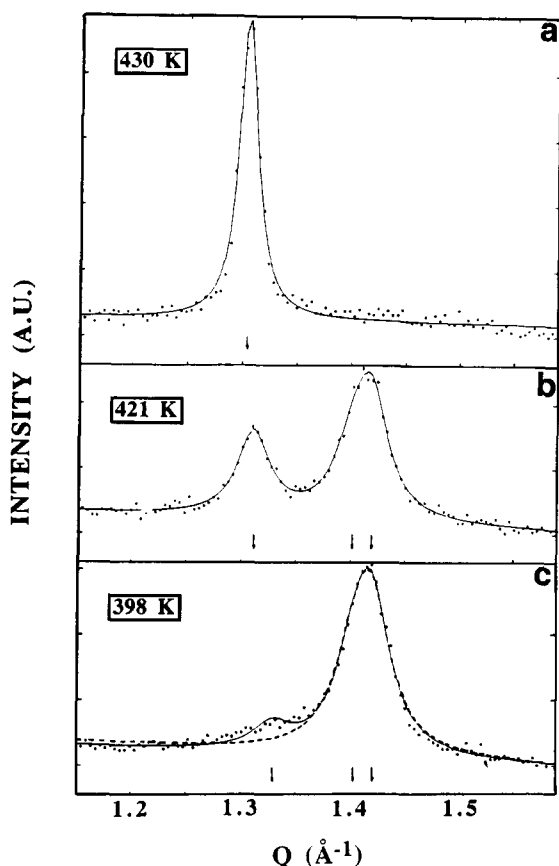 a
430 K
b
421 K
c
398 K
INTENSITY (A.U.)
1.2 1.3 1.4 1.5
Q (Å-1)